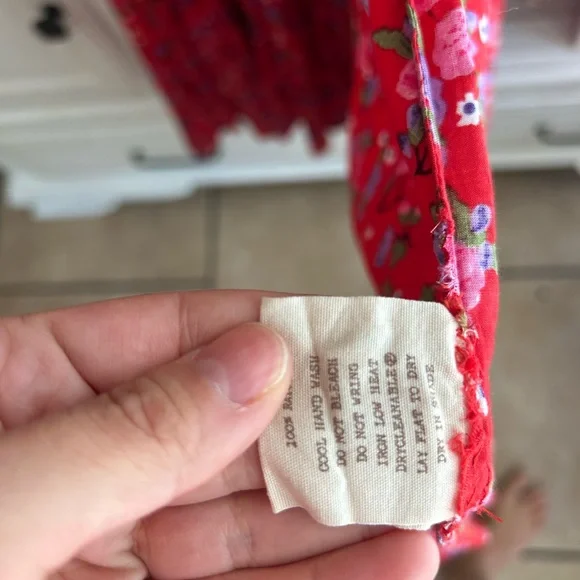 100%
COOL HAND WASH
DO NOT BLEACH
DO NOT WRING
IRON LOW HEAT
DRYCLEANABLE Ⓟ
LAY FLAT TO DRY
DRY IN SHADE